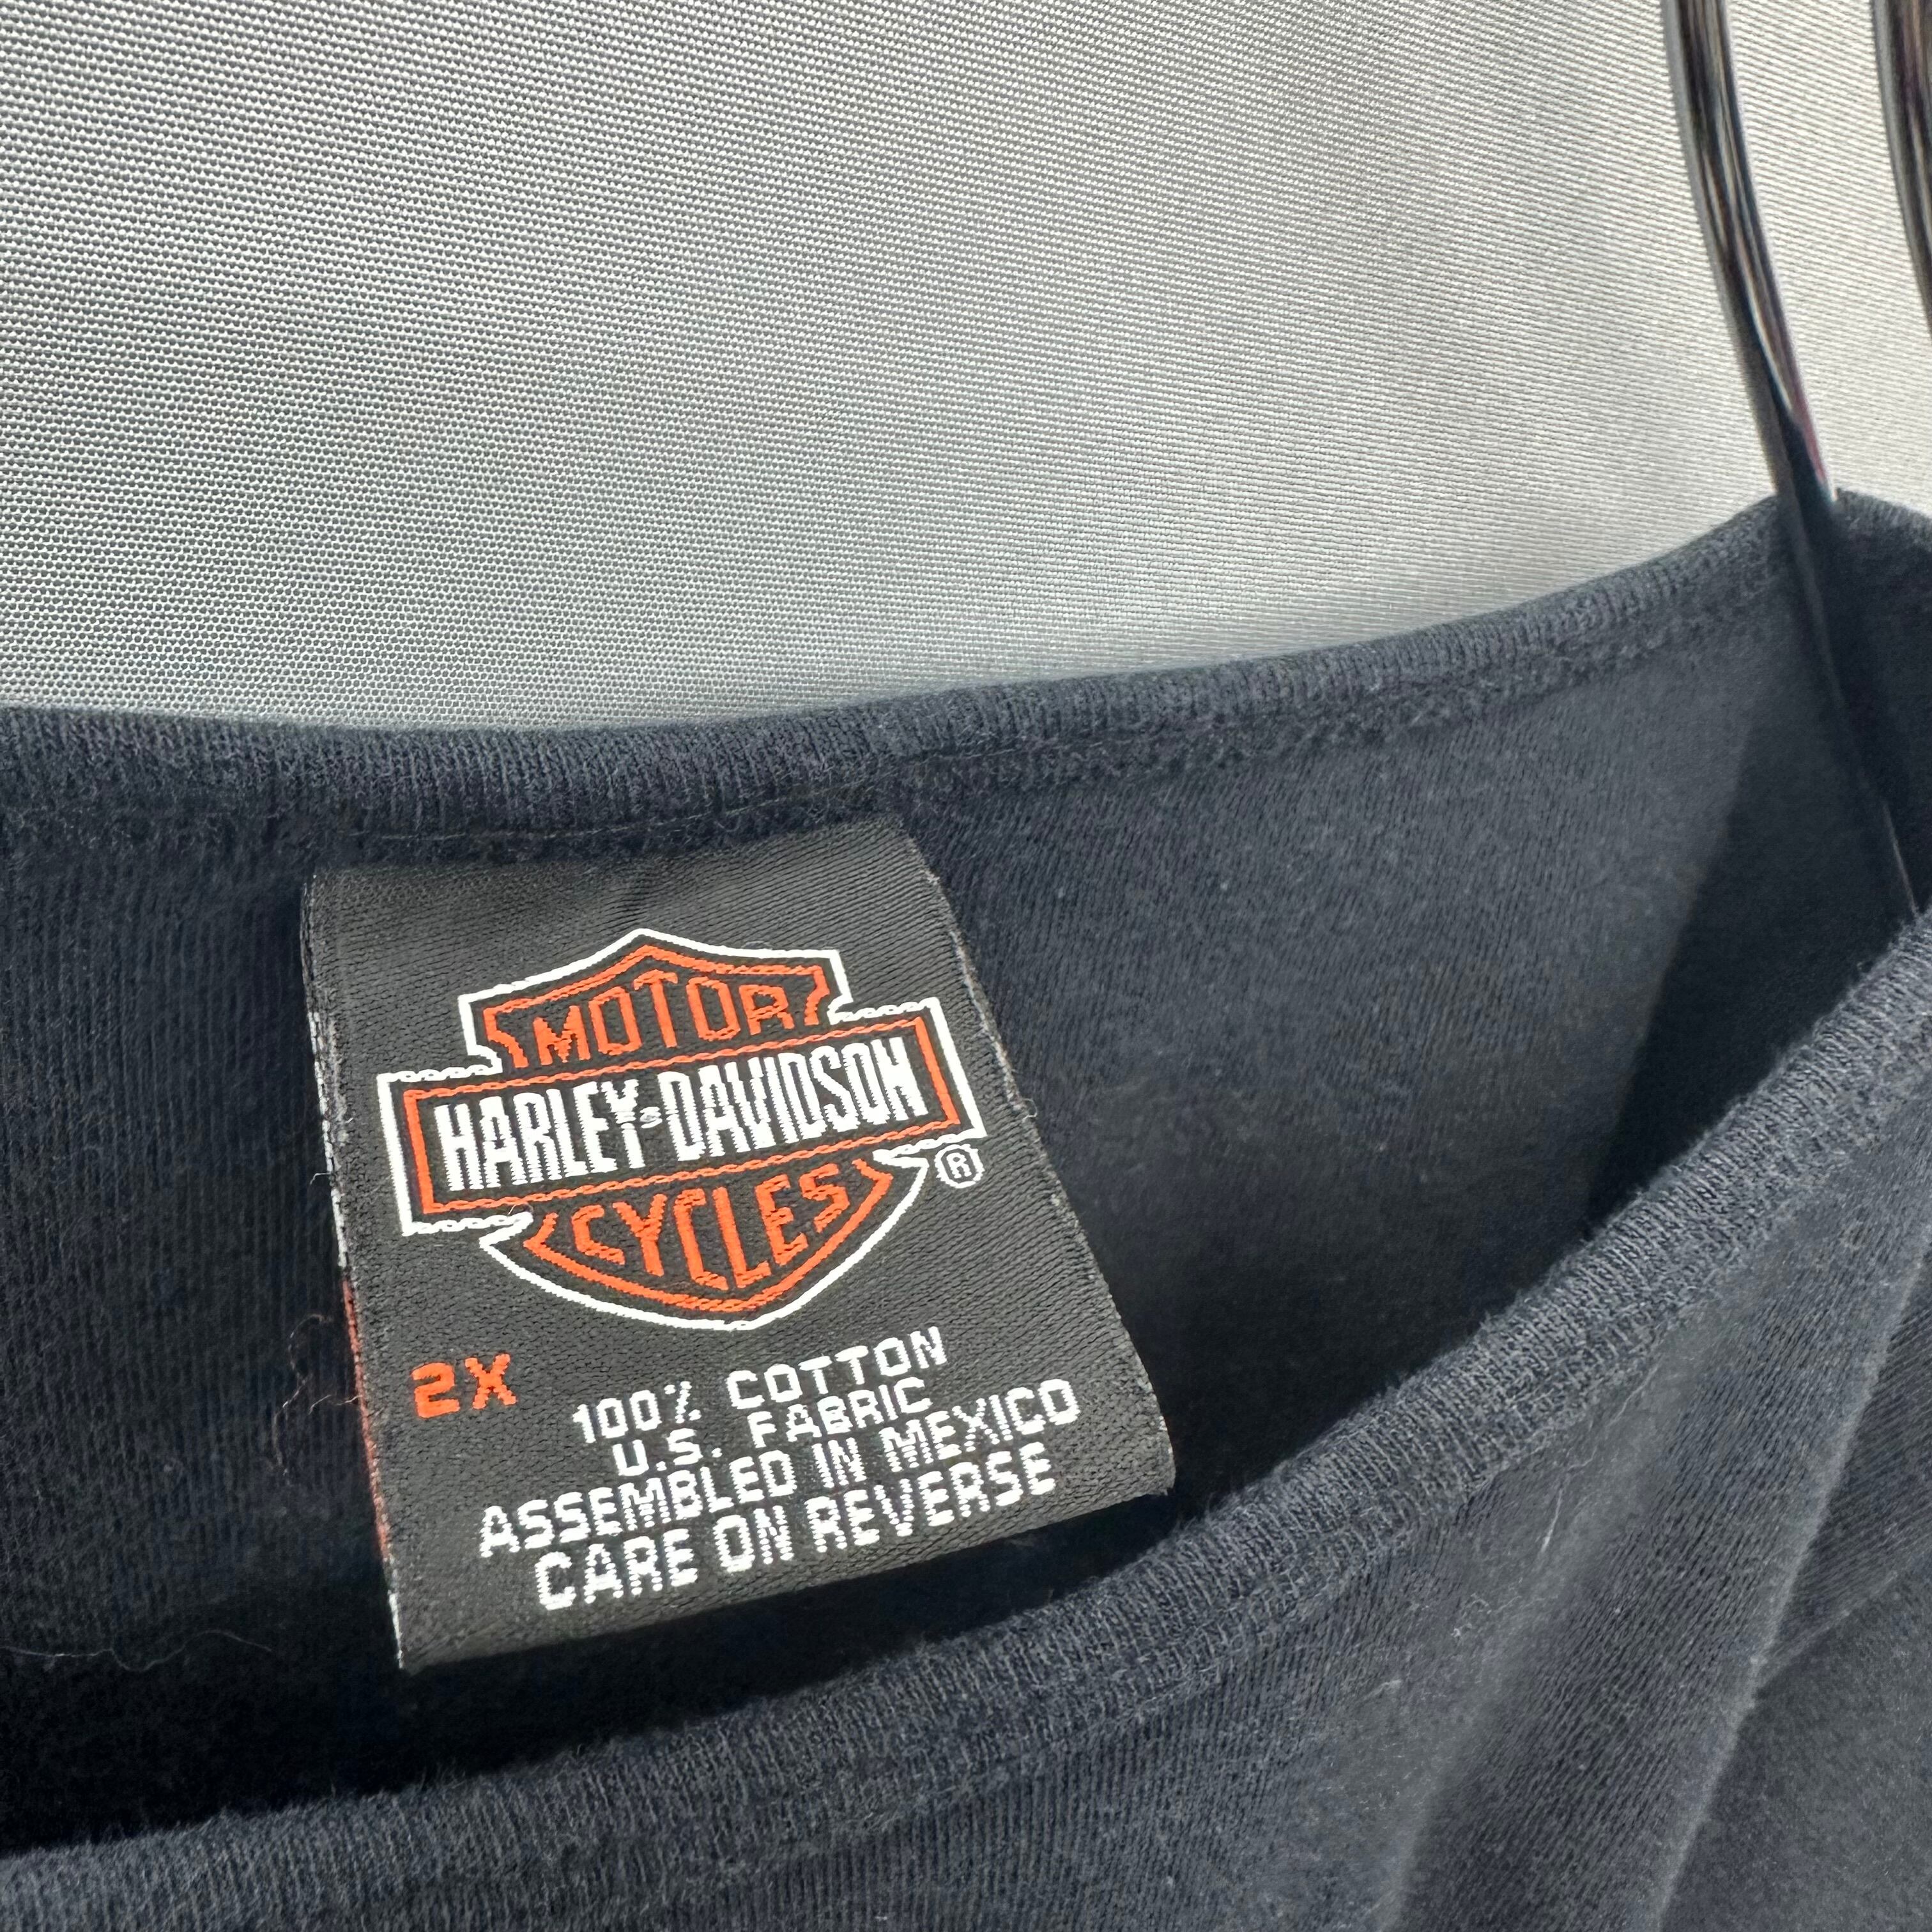 MOTOR
HARLEY-DAVIDSON
CYCLES
®
2X
100% COTTON
U.S. FABRIC
ASSEMBLED IN MEXICO
CARE ON REVERSE